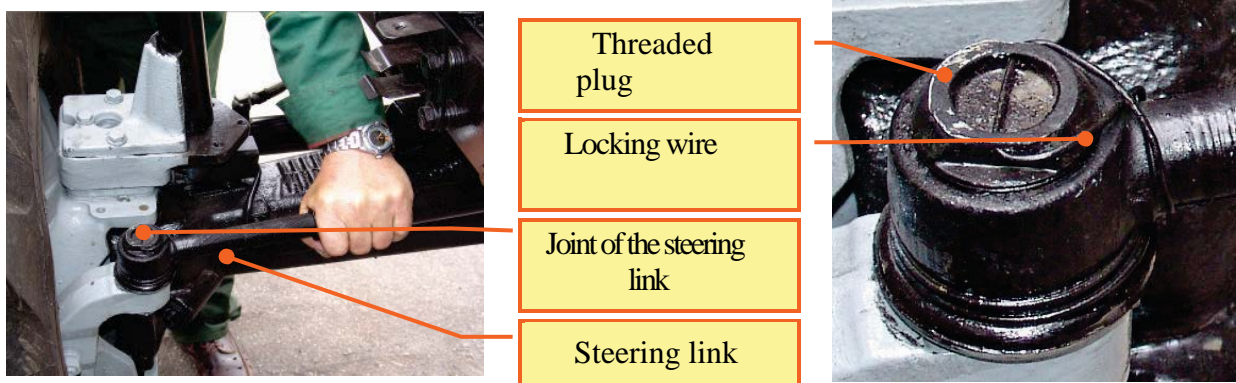 Threaded
plug
Locking wire
Joint of the steering
link
Steering link